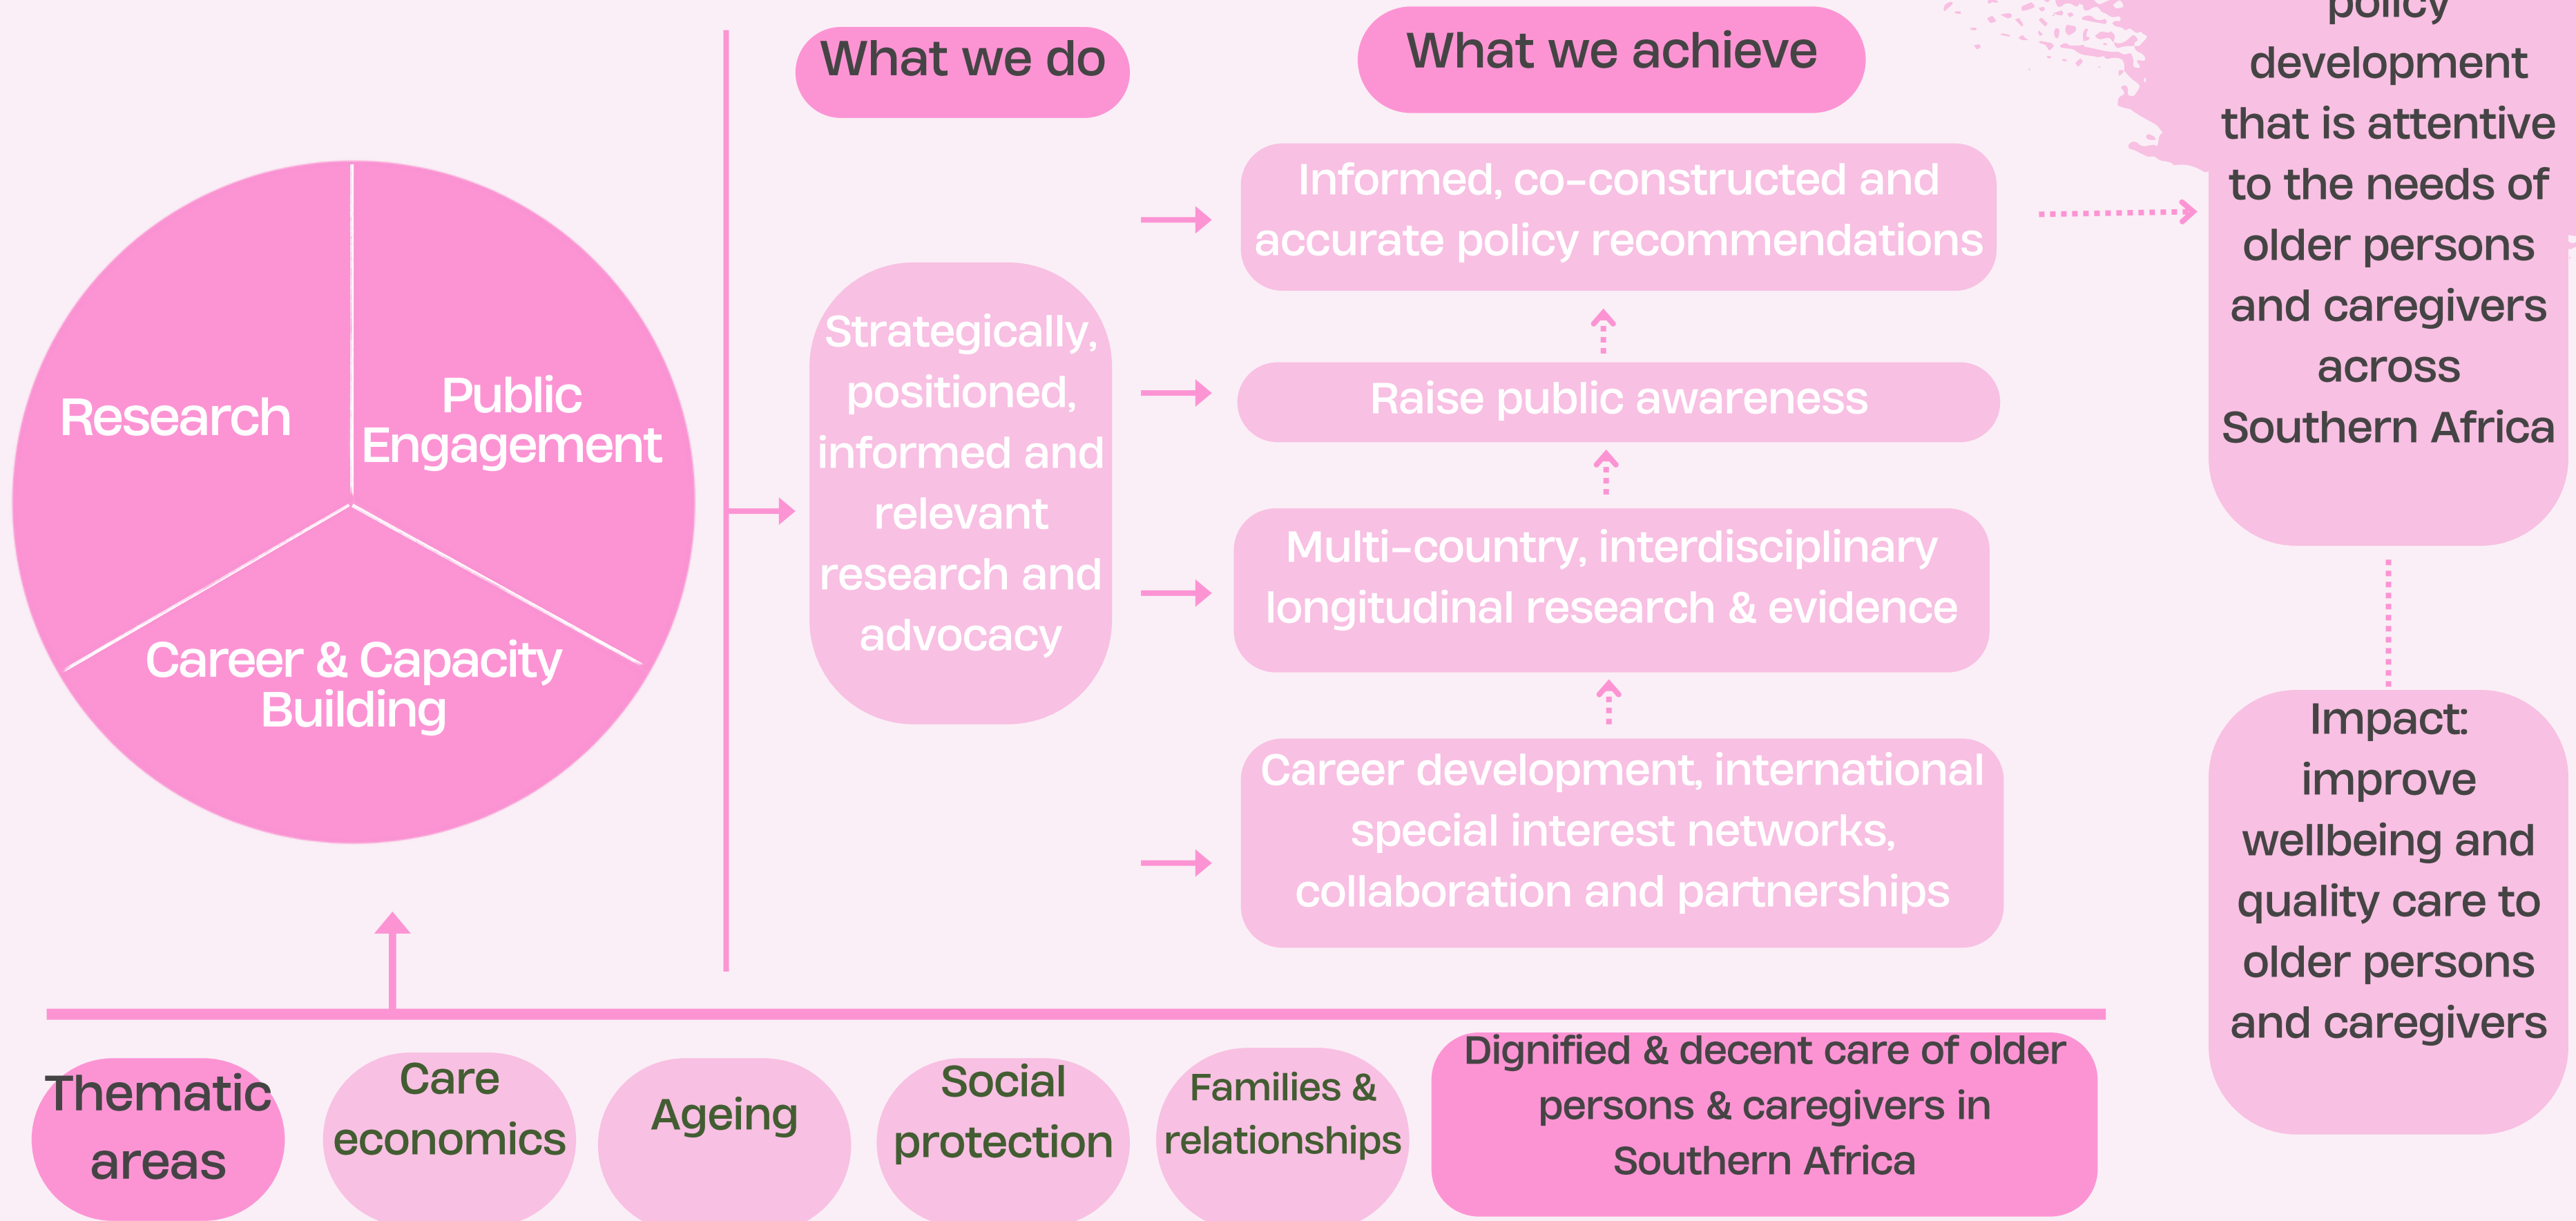 What we do
What we achieve
Research
Public
Engagement
Career & Capacity
Building
Strategically,
positioned,
informed and
relevant
research and
advocacy
Informed, co-constructed and
accurate policy recommendations
Raise public awareness
Multi-country, interdisciplinary
longitudinal research & evidence
Career development, international
special interest networks,
collaboration and partnerships
policy
development
that is attentive
to the needs of
older persons
and caregivers
across
Southern Africa
Impact:
improve
wellbeing and
quality care to
older persons
and caregivers
Thematic
areas
Care
economics
Ageing
Social
protection
Families &
relationships
Dignified & decent care of older
persons & caregivers in
Southern Africa